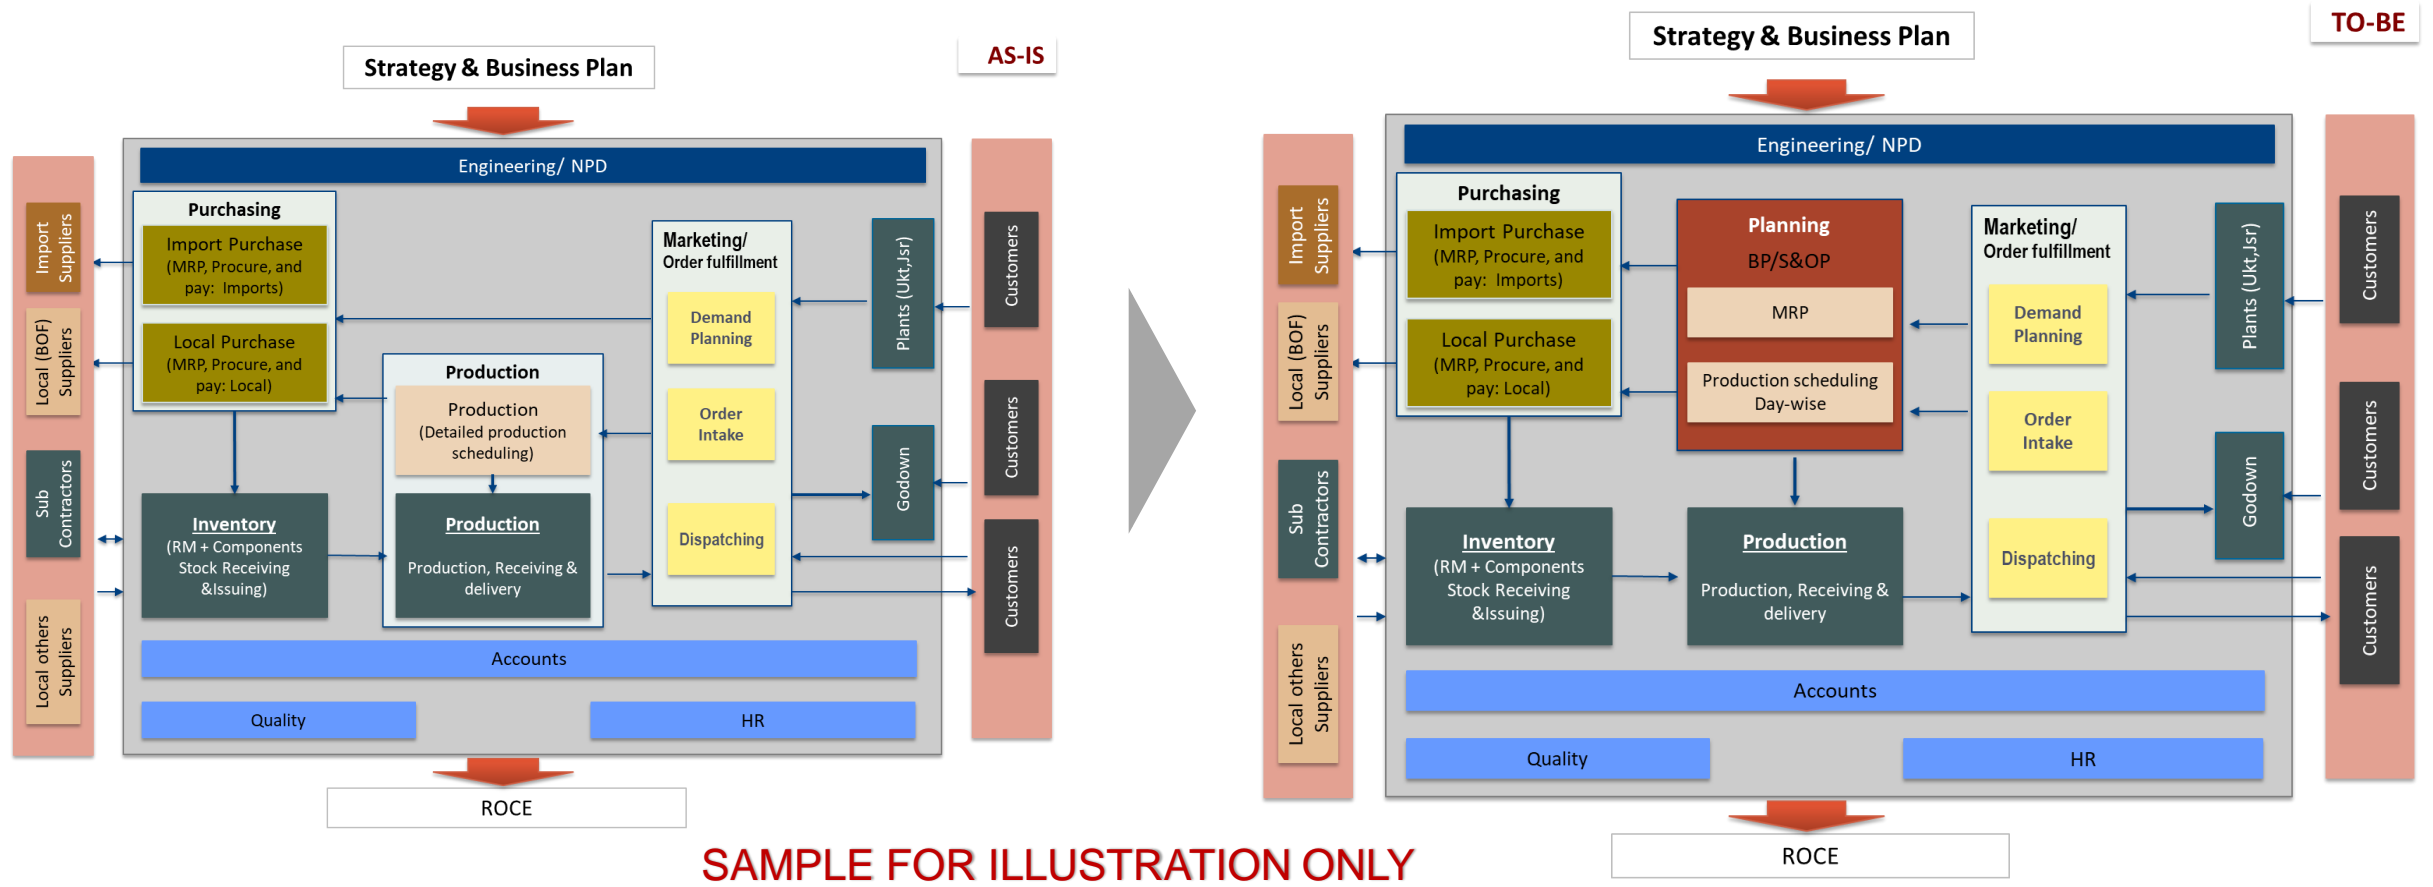 AS-IS
Strategy & Business Plan
Engineering/ NPD
Import
Suppliers
Local (BOF)
Suppliers
Sub
Contractors
Local others
Suppliers
Purchasing
Import Purchase
(MRP, Procure, and
pay:  Imports)
Local Purchase
(MRP, Procure, and
pay: Local)
Inventory
(RM + Components
Stock Receiving
&Issuing)
Production
Production
(Detailed production
scheduling)
Production
Production, Receiving &
delivery
Marketing/
Order fulfillment
Demand
Planning
Order
Intake
Dispatching
Plants (Ukt,Jsr)
Godown
Customers
Customers
Customers
Accounts
Quality
HR
ROCE
TO-BE
Strategy & Business Plan
Engineering/ NPD
Import
Suppliers
Local (BOF)
Suppliers
Sub
Contractors
Local others
Suppliers
Purchasing
Import Purchase
(MRP, Procure, and
pay:  Imports)
Local Purchase
(MRP, Procure, and
pay: Local)
Inventory
(RM + Components
Stock Receiving
&Issuing)
Planning
BP/S&OP
MRP
Production scheduling
Day-wise
Production
Production, Receiving &
delivery
Marketing/
Order fulfillment
Demand
Planning
Order
Intake
Dispatching
Plants (Ukt,Jsr)
Godown
Customers
Customers
Customers
Accounts
Quality
HR
ROCE
SAMPLE FOR ILLUSTRATION ONLY